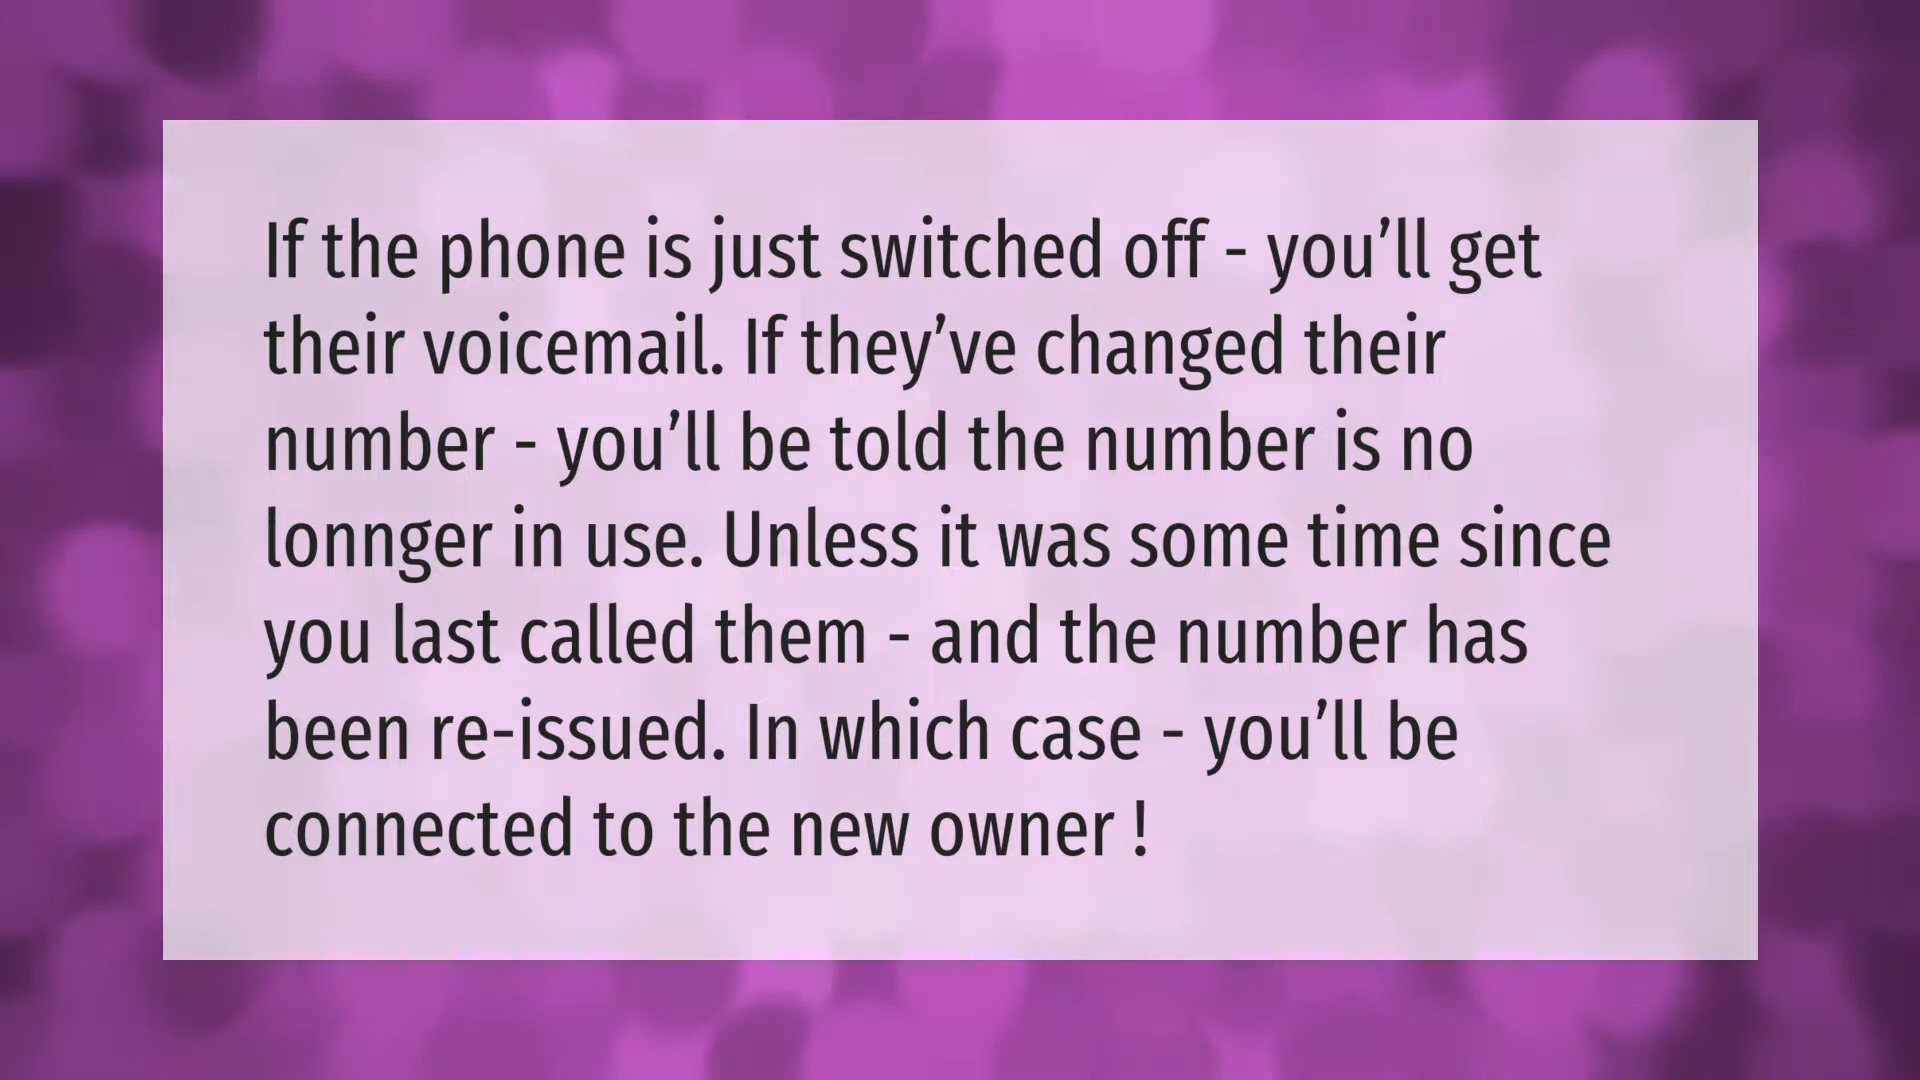 If the phone is just switched off - you’ll get
their voicemail. If they’ve changed their
number - you’ll be told the number is no
lonnger in use. Unless it was some time since
you last called them - and the number has
been re-issued. In which case - you’ll be
connected to the new owner !